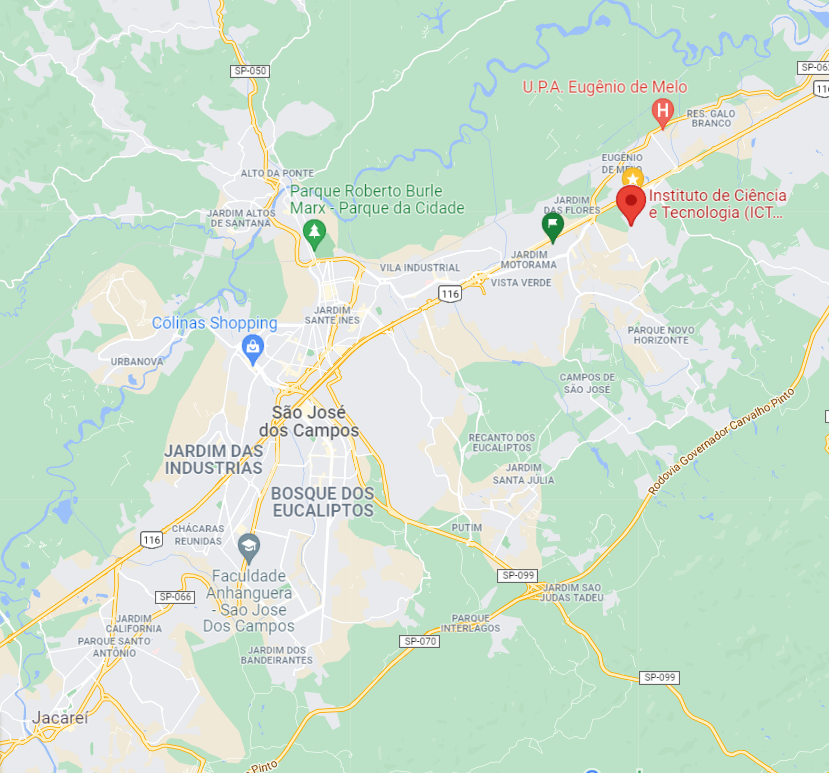 SP-050
SP-06
116
U.P.A. Eugênio de Melo
H
RES. GALO
BRANCO
EUGÊNIO
DE MELO
ALTO DA PONTE
Parque Roberto Burle
Marx - Parque da Cidade
Instituto de Ciência
e Tecnologia (ICT...
JARDIM
DAS FLORES
JARDIM ALTOS
DE SANTANA
JARDIM
MOTORAMA
VILA INDUSTRIAL
VISTA VERDE
116
JARDIM
SANTE INES
Colinas Shopping
PARQUE NOVO
HORIZONTE
URBANOVA
CAMPOS DE
SÃO JOSÉ
São José
dos Campos
Rodovia Governador Carvalho Pinto
RECANTO DOS
EUCALIPTOS
JARDIM DAS
INDUSTRIAS
JARDIM
SANTA JÚLIA
BOSQUE DOS
EUCALIPTOS
CHÁCARAS
REUNIDAS
PUTIM
116
Faculdade
Anhanguera
- Sao Jose
Dos Campos
SP-099
SP-066
JARDIM SAO
JUDAS TADEU
JARDIM
CALIFORNIA
PARQUE
INTERLAGOS
PARQUE SANTO
ANTÔNIO
SP-070
JARDIM DOS
BANDEIRANTES
SP-099
Jacareí
Pinto